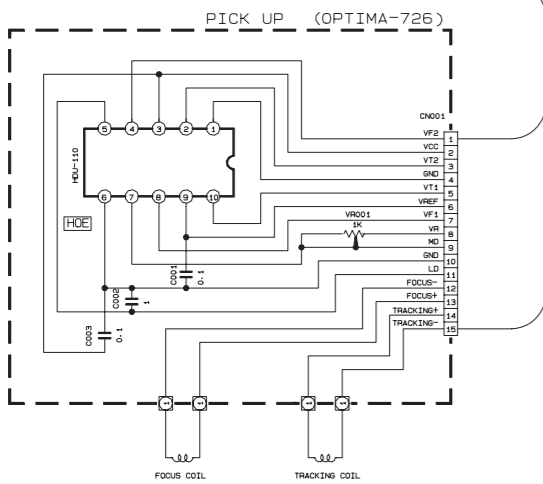 PICK UP (OPTIMA-726)
CN001
5 4 3 2 1
HDU-110
6 7 8 9 10
HOE
VF2 1
VCC 2
VT2 3
GND 4
VT1 5
VREF 6
VF1 7
VR001
1K
VR 8
MD 9
GND 10
LD 11
FOCUS- 12
FOCUS+ 13
TRACKING+ 14
TRACKING- 15
C001
0.1
C002
1
C003
0.1
FOCUS COIL
TRACKING COIL